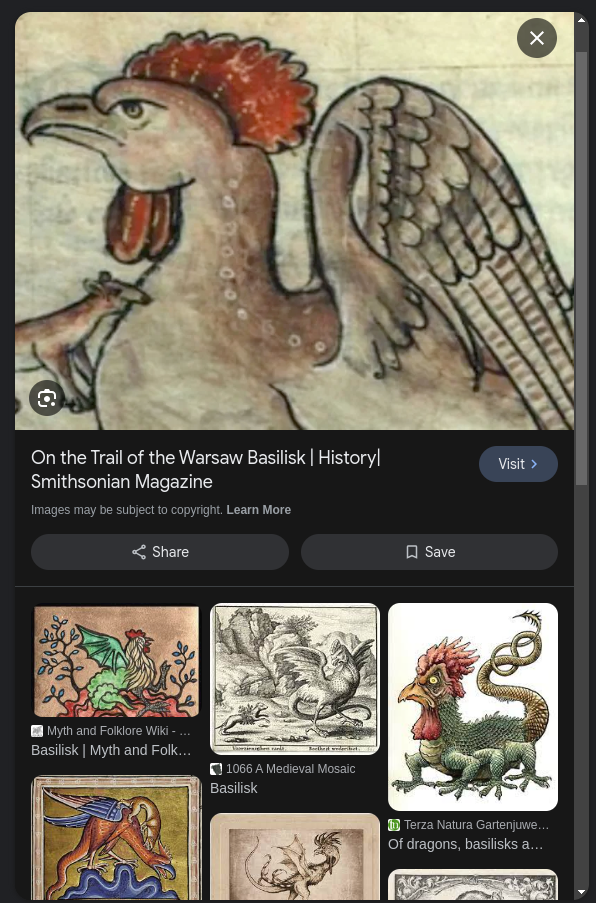 On the Trail of the Warsaw Basilisk | History|
Smithsonian Magazine
Visit
Images may be subject to copyright. Learn More
Share
Save
Myth and Folklore Wiki - ...
Basilisk | Myth and Folk...
1066 A Medieval Mosaic
Basilisk
Terza Natura Gartenjuwe...
Of dragons, basilisks a...